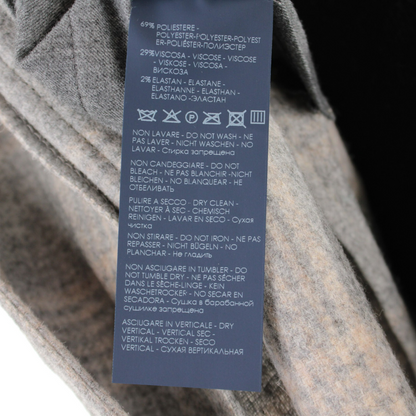 69% POLIESTERE -
POLYESTER-POLYESTER-POLYEST
ER-POLIÉSTER-ПОЛИЭСТЕР
29%VISCOSA - VISCOSE - VISCOSE
- VISKOSE - VISCOSA -
ВИСКОЗА
2% ELASTAN - ELASTANE -
ELASTHANNE - ELASTHAN -
ELASTANO-ЭЛАСТАН
P
NON LAVARE - DO NOT WASH - NE
PAS LAVER - NICHT WASCHEN - NO
LAVAR - Стирка запрещена
NON CANDEGGIARE - DO NOT
BLEACH - NE PAS BLANCHIR -NICHT
BLEICHEN - NO BLANQUEAR - НЕ
ОТБЕЛИВАТЬ
PULIRE A SECCO - DRY CLEAN -
NETTOYER À SEC - CHEMISCH
REINIGEN - LAVAR EN SECO - Сухая
чистка
NON STIRARE - DO NOT IRON - NE PAS
REPASSER - NICHT BÜGELN - NO
PLANCHAR - Не гладить
NON ASCIUGARE IN TUMBLER - DO
NOT TUMBLE DRY - NE PAS SÉCHER
DANS LE SÈCHE-LINGE - KEIN
WASCHETROCKER - NO SECAR EN
SECADORA - Сушка в барабанной
сушилке запрещена
ASCIUGARE IN VERTICALE - DRY
VERTICAL - VERTICAL SEC -
VERTIKAL TROCKEN - SECO
VERTICAL - СУХАЯ ВЕРТИКАЛЬНАЯ